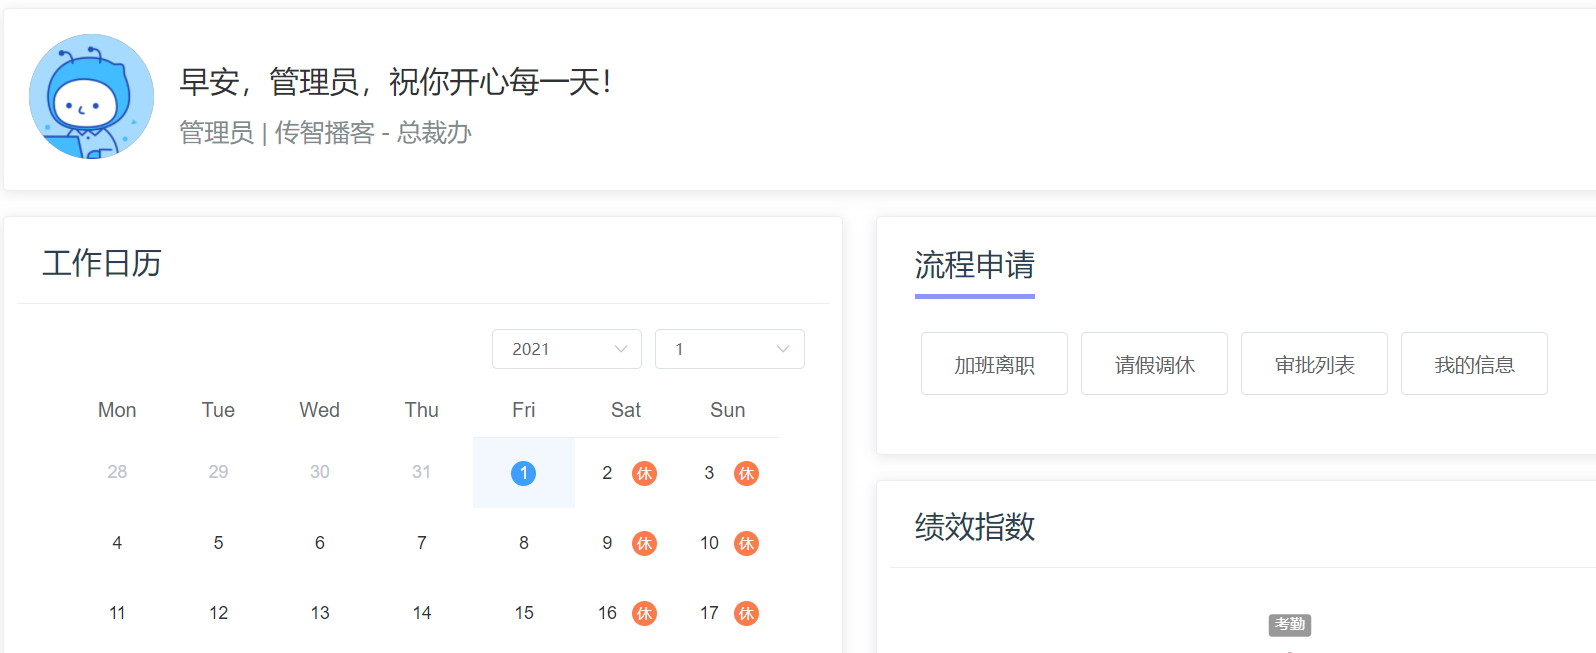 早安，管理员，祝你开心每一天！
管理员 | 传智播客 - 总裁办
工作日历
2021 1
Mon Tue Wed Thu Fri Sat Sun
28 29 30 31 1 2 休 3 休
4 5 6 7 8 9 休 10 休
11 12 13 14 15 16 休 17 休
流程申请
加班离职 请假调休 审批列表 我的信息
绩效指数
考勤